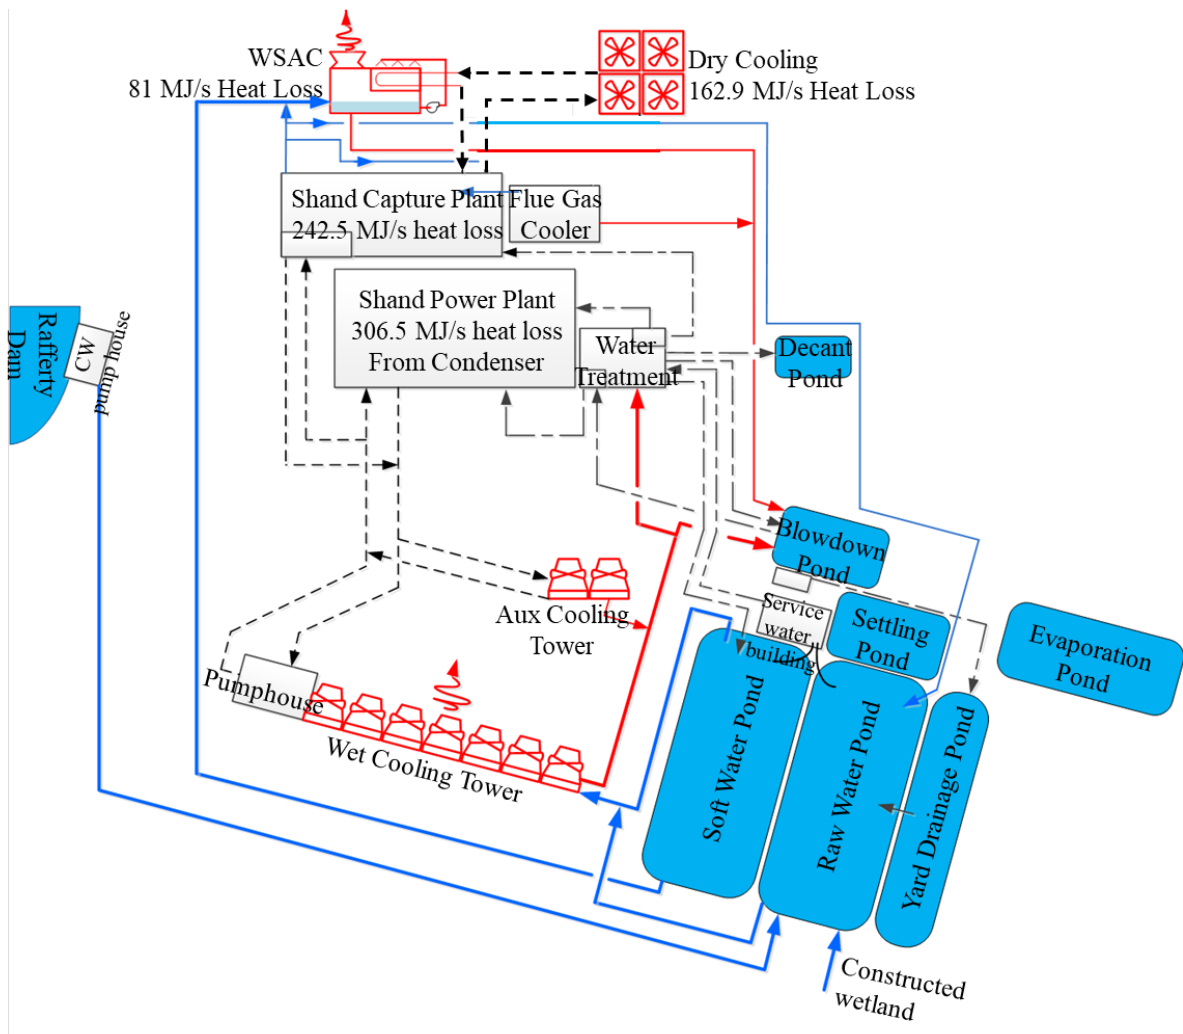 WSAC
81 MJ/s Heat Loss
Dry Cooling
162.9 MJ/s Heat Loss
Shand Capture Plant
242.5 MJ/s heat loss
Flue Gas
Cooler
Shand Power Plant
306.5 MJ/s heat loss
From Condenser
Water
Treatment
Decant
Pond
Rafferty
Dam
CW
pump house
Blowdown
Pond
Aux Cooling
Tower
Service
water
building
Settling
Pond
Evaporation
Pond
Pumphouse
Wet Cooling Tower
Soft Water Pond
Raw Water Pond
Yard Drainage Pond
Constructed
wetland